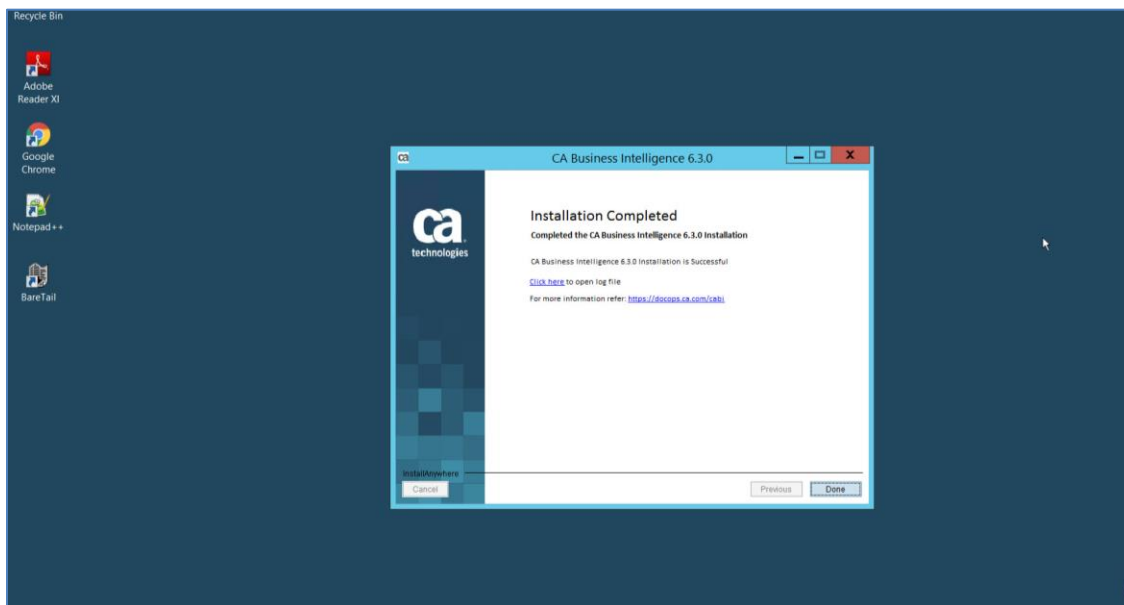 Recycle Bin
Adobe
Reader XI
Google
Chrome
Notepad++
BareTail
ca
CA Business Intelligence 6.3.0
X
ca
technologies
Installation Completed
Completed the CA Business Intelligence 6.3.0 Installation
CA Business Intelligence 6.3.0 Installation is Successful
Click here to open log file
For more information refer: https://docops.ca.com/cabi
InstallAnywhere
Cancel
Previous
Done